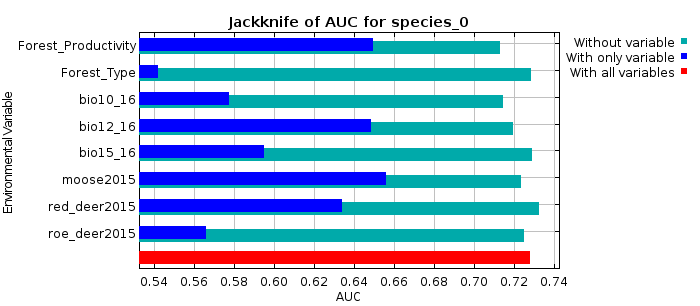 Jackknife of AUC for species_0
Environmental Variable
Forest_Productivity
Forest_Type
bio10_16
bio12_16
bio15_16
moose2015
red_deer2015
roe_deer2015
0.54 0.56 0.58 0.60 0.62 0.64 0.66 0.68 0.70 0.72 0.74
AUC
Without variable
With only variable
With all variables